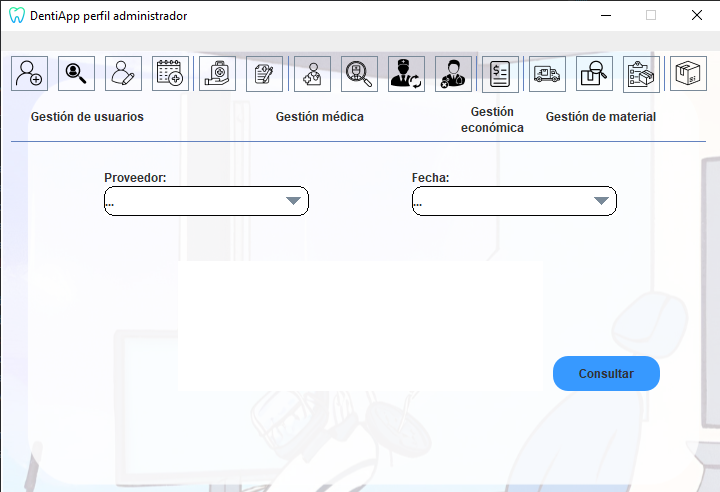 DentiApp perfil administrador
Gestión de usuarios
Gestión médica
Gestión
económica
Gestión de material
Proveedor:
Fecha:
...
...
Consultar